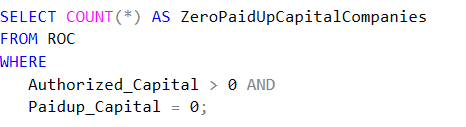 SELECT COUNT(*) AS ZeroPaidUpCapitalCompanies
FROM ROC
WHERE
Authorized_Capital > 0 AND
Paidup_Capital = 0;